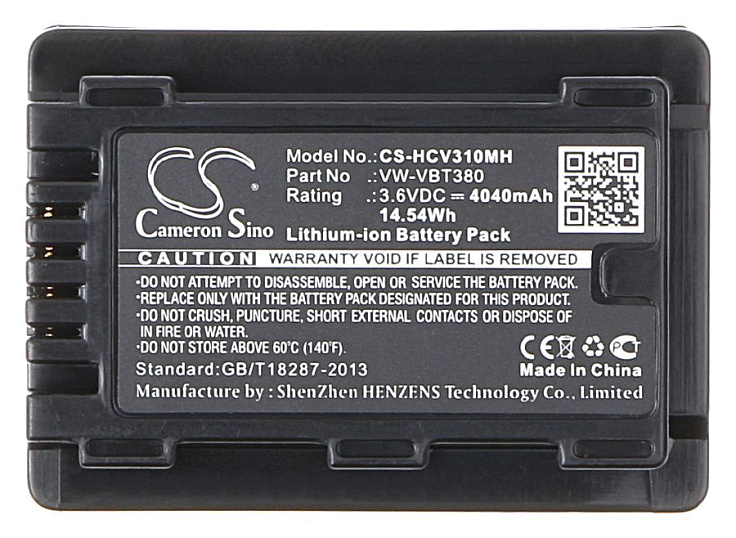 CS
Cameron Sino
®
Model No.:CS-HCV310MH
Part No .:VW-VBT380
Rating .:3.6VDC ⎓ 4040mAh
14.54Wh
Lithium-ion Battery Pack
CAUTION WARRANTY VOID IF LABEL IS REMOVED
•DO NOT ATTEMPT TO DISASSEMBLE, OPEN OR SERVICE THE BATTERY PACK.
•REPLACE ONLY WITH THE BATTERY PACK DESIGNATED FOR THIS PRODUCT.
•DO NOT CRUSH, PUNCTURE, SHORT EXTERNAL CONTACTS OR DISPOSE OF
IN FIRE OR WATER.
•DO NOT STORE ABOVE 60°C (140°F).
CE PCT
Standard:GB/T18287-2013
Made In China
Manufacture by : ShenZhen HENZENS Technology Co., Limited